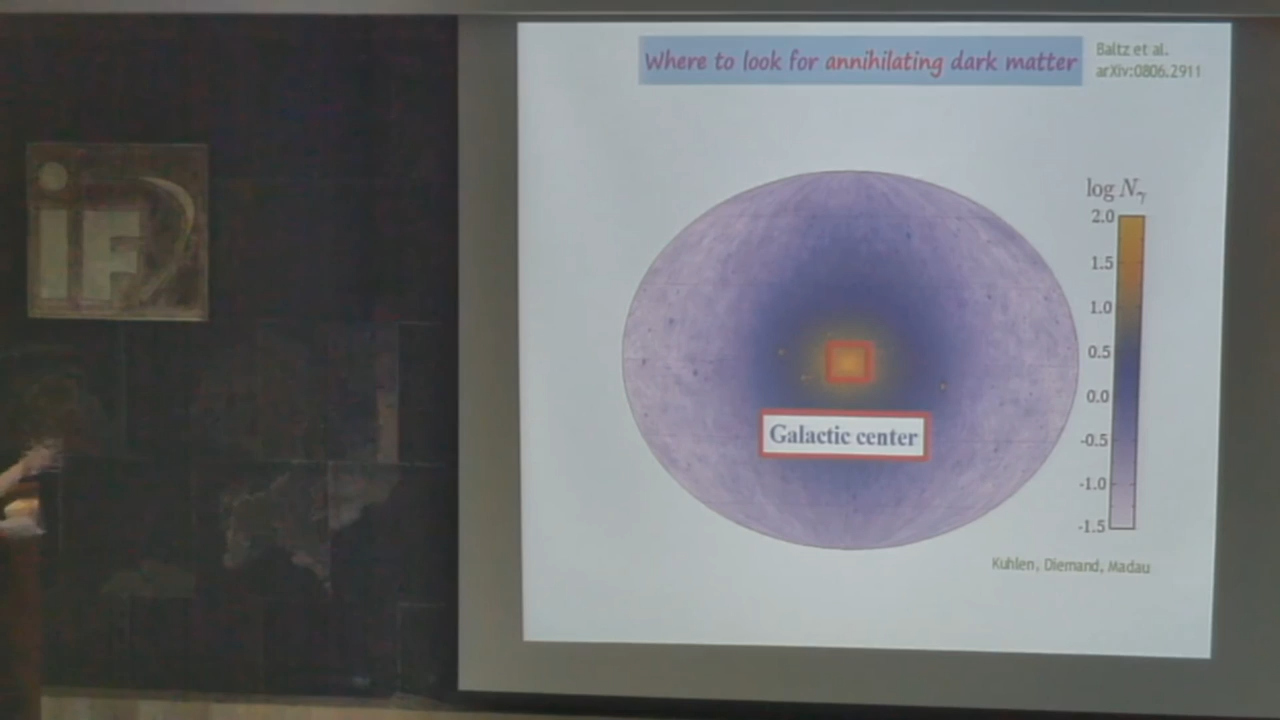 iF
Where to look for annihilating dark matter
Baltz et al.
arXiv:0806.2911
log Nγ
2.0
1.5
1.0
0.5
0.0
-0.5
-1.0
-1.5
Galactic center
Kuhlen, Diemand, Madau